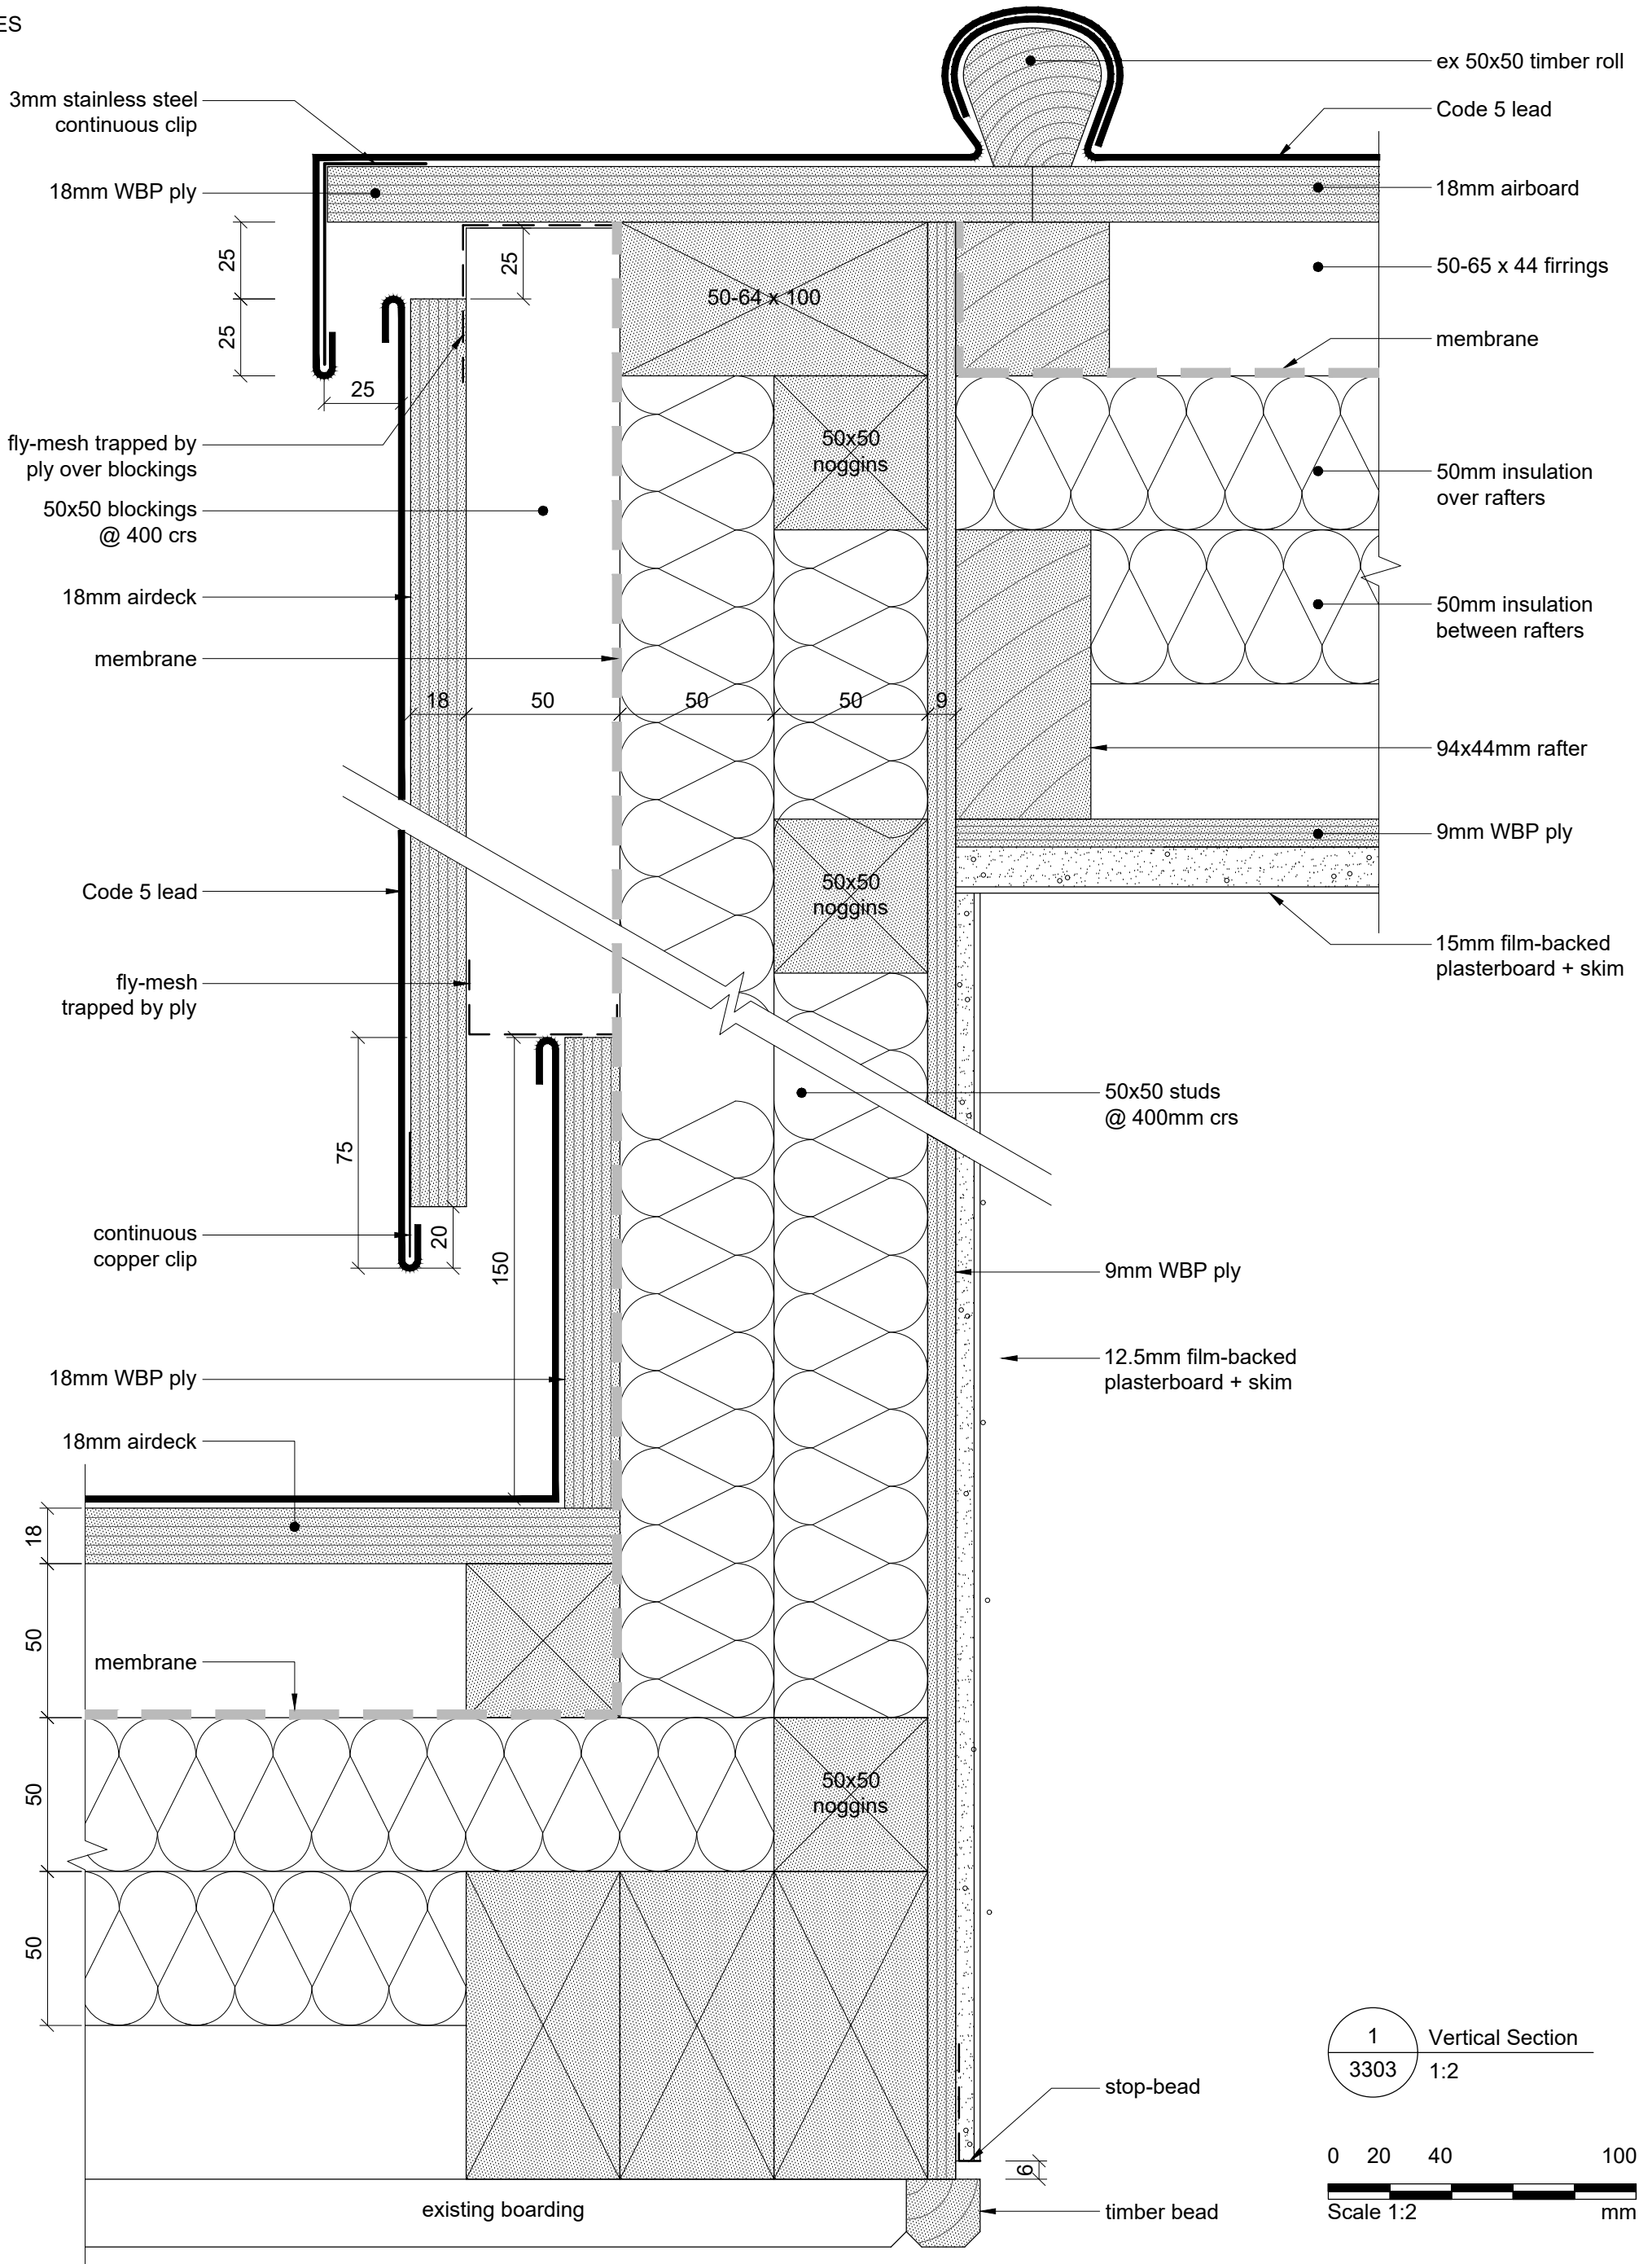 ES
3mm stainless steel
continuous clip
18mm WBP ply
25
25
25
25
fly-mesh trapped by
ply over blockings
50x50 blockings
@ 400 crs
18mm airdeck
membrane
18
50
50
50
9
Code 5 lead
fly-mesh
trapped by ply
75
20
150
continuous
copper clip
18mm WBP ply
18mm airdeck
18
50
membrane
50
50
existing boarding
50-64 x 100
50x50
noggins
50x50
noggins
50x50
noggins
ex 50x50 timber roll
Code 5 lead
18mm airboard
50-65 x 44 firrings
membrane
50mm insulation
over rafters
50mm insulation
between rafters
94x44mm rafter
9mm WBP ply
15mm film-backed
plasterboard + skim
50x50 studs
@ 400mm crs
9mm WBP ply
12.5mm film-backed
plasterboard + skim
stop-bead
6
timber bead
1
3303
Vertical Section
1:2
0 20 40 100
Scale 1:2 mm